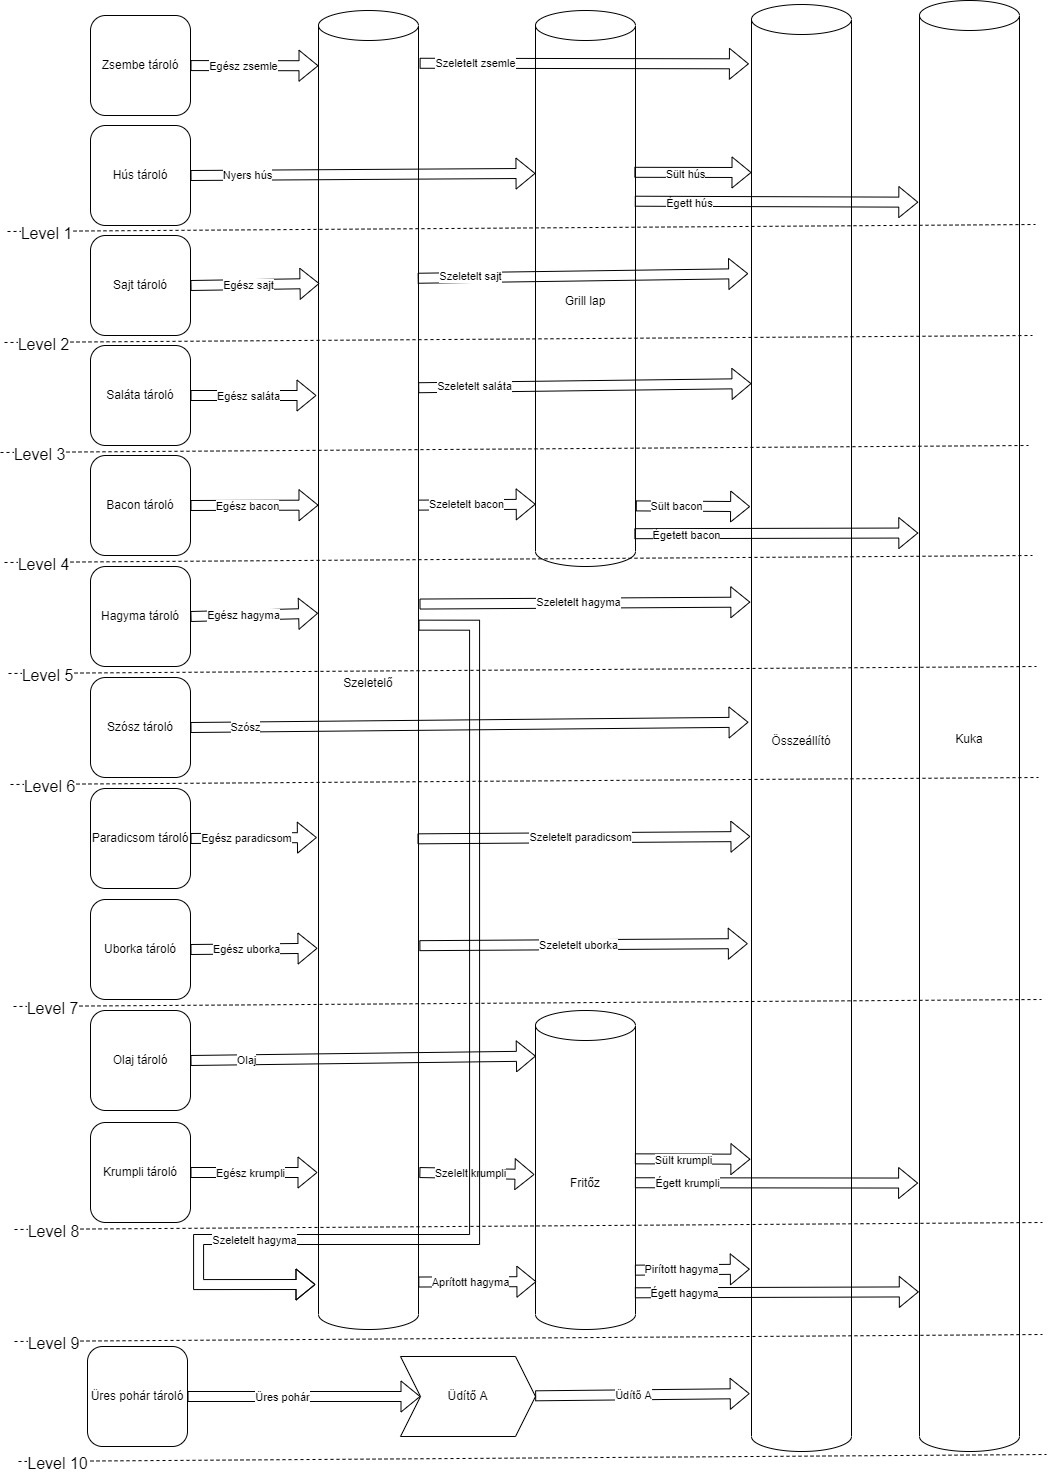 Zsembe tároló
Egész zsemle
Szeletelt zsemle
Hús tároló
Nyers hús
Sült hús
Égett hús
Level 1
Sajt tároló
Egész sajt
Szeletelt sajt
Grill lap
Level 2
Saláta tároló
Egész saláta
Szeletelt saláta
Level 3
Bacon tároló
Egész bacon
Szeletelt bacon
Sült bacon
Égetett bacon
Level 4
Hagyma tároló
Egész hagyma
Szeletelt hagyma
Level 5
Szeletelő
Szósz tároló
Szósz
Összeállító
Kuka
Level 6
Paradicsom tároló
Egész paradicsom
Szeletelt paradicsom
Uborka tároló
Egész uborka
Szeletelt uborka
Level 7
Olaj tároló
Olaj
Krumpli tároló
Egész krumpli
Szelelt krumpli
Fritőz
Sült krumpli
Égett krumpli
Level 8
Szeletelt hagyma
Aprított hagyma
Pirított hagyma
Égett hagyma
Level 9
Üres pohár tároló
Üres pohár
Üdítő A
Üdítő A
Level 10